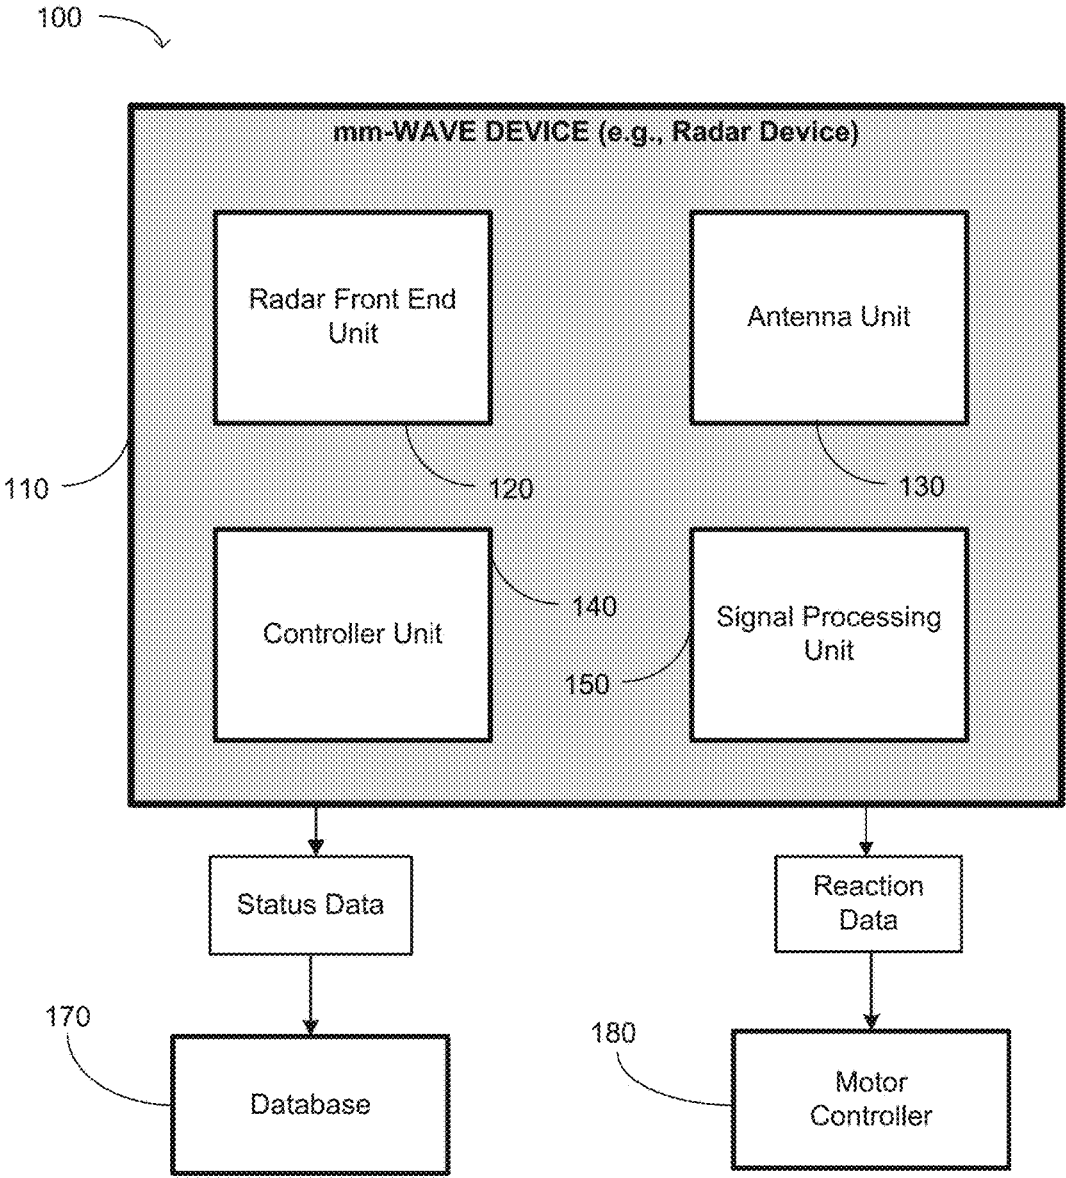 100
mm-WAVE DEVICE (e.g., Radar Device)
Radar Front End
Unit
Antenna Unit
110
120
130
Controller Unit
140
Signal Processing
Unit
150
Status Data
Reaction
Data
170
180
Database
Motor
Controller